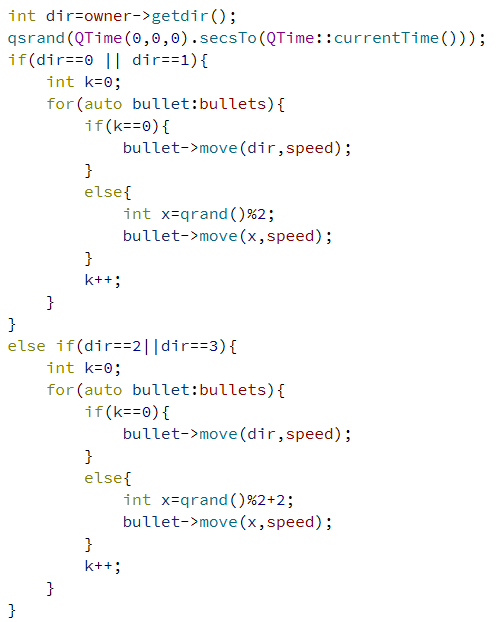 int dir=owner->getdir();
qsrand(QTime(0,0,0).secsTo(QTime::currentTime()));
if(dir==0 || dir==1){
    int k=0;
    for(auto bullet:bullets){
        if(k==0){
            bullet->move(dir,speed);
        }
        else{
            int x=qrand()%2;
            bullet->move(x,speed);
        }
        k++;
    }
}
else if(dir==2||dir==3){
    int k=0;
    for(auto bullet:bullets){
        if(k==0){
            bullet->move(dir,speed);
        }
        else{
            int x=qrand()%2+2;
            bullet->move(x,speed);
        }
        k++;
    }
}